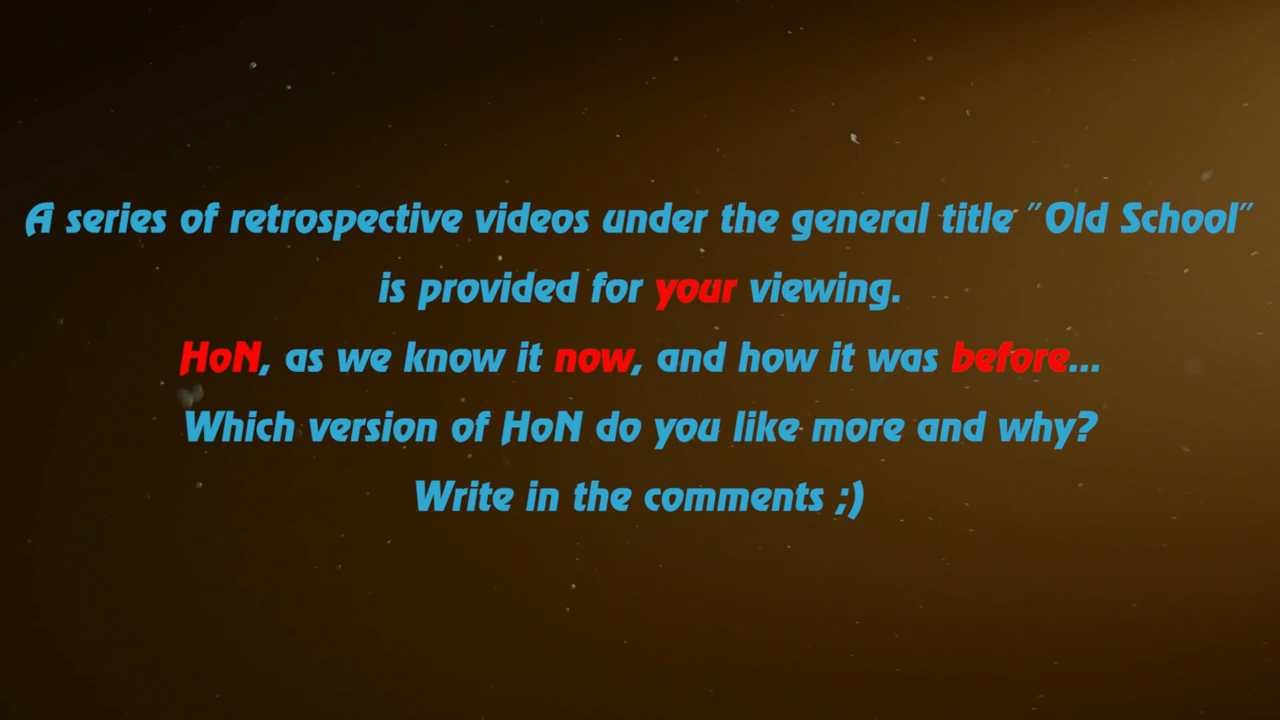 A series of retrospective videos under the general title "Old School"
is provided for your viewing.
HoN, as we know it now, and how it was before...
Which version of HoN do you like more and why?
Write in the comments ;)